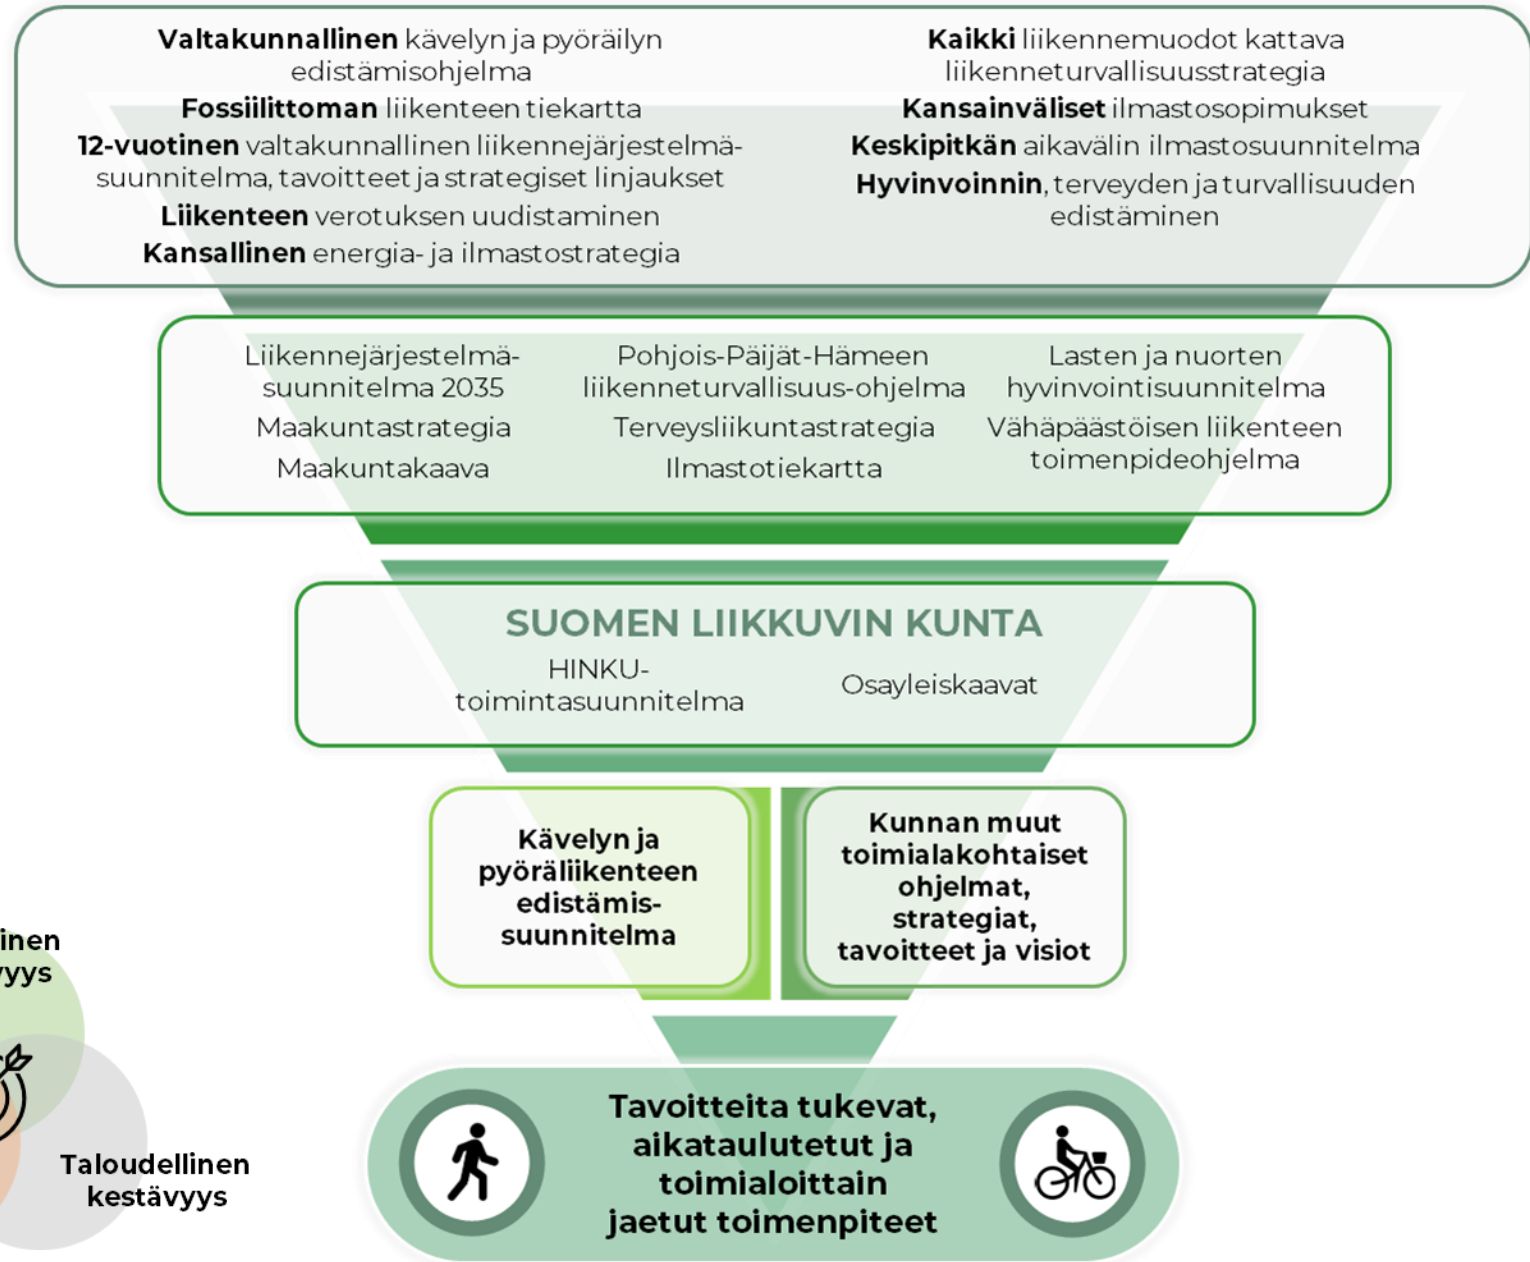 Valtakunnallinen kävelyn ja pyöräilyn
edistämisohjelma
Fossiilittoman liikenteen tiekartta
12-vuotinen valtakunnallinen liikennejärjestelmä-
suunnitelma, tavoitteet ja strategiset linjaukset
Liikenteen verotuksen uudistaminen
Kansallinen energia- ja ilmastostrategia
Kaikki liikennemuodot kattava
liikenneturvallisuusstrategia
Kansainväliset ilmastosopimukset
Keskipitkän aikavälin ilmastosuunnitelma
Hyvinvoinnin, terveyden ja turvallisuuden
edistäminen
Liikennejärjestelmä-
suunnitelma 2035
Maakuntastrategia
Maakuntakaava
Pohjois-Päijät-Hämeen
liikenneturvallisuus-ohjelma
Terveysliikuntastrategia
Ilmastotiekartta
Lasten ja nuorten
hyvinvointisuunnitelma
Vähäpäästöisen liikenteen
toimenpideohjelma
SUOMEN LIIKKUVIN KUNTA
HINKU-
toimintasuunnitelma
Osayleiskaavat
Kävelyn ja
pyöräliikenteen
edistämis-
suunnitelma
Kunnan muut
toimialakohtaiset
ohjelmat,
strategiat,
tavoitteet ja visiot
inen
yys
Taloudellinen
kestävyys
Tavoitteita tukevat,
aikataulutetut ja
toimialoittain
jaetut toimenpiteet